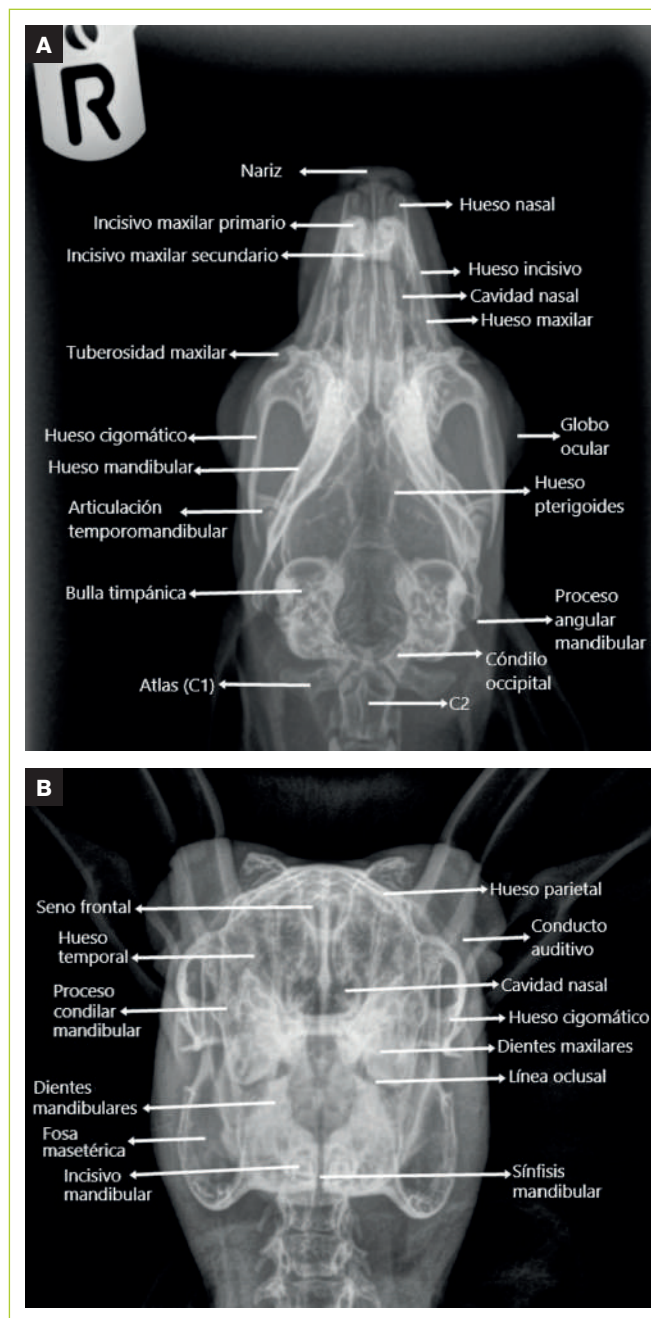 A
R
Nariz
Hueso nasal
Incisivo maxilar primario
Incisivo maxilar secundario
Hueso incisivo
Cavidad nasal
Hueso maxilar
Tuberosidad maxilar
Hueso cigomático
Globo
ocular
Hueso mandibular
Hueso
pterigoides
Articulación
temporomandibular
Bulla timpánica
Proceso
angular
mandibular
Cóndilo
occipital
Atlas (C1)
C2
B
Hueso parietal
Seno frontal
Conducto
auditivo
Hueso
temporal
Cavidad nasal
Proceso
condilar
mandibular
Hueso cigomático
Dientes maxilares
Línea oclusal
Dientes
mandibulares
Fosa
masetérica
Incisivo
mandibular
Sínfisis
mandibular